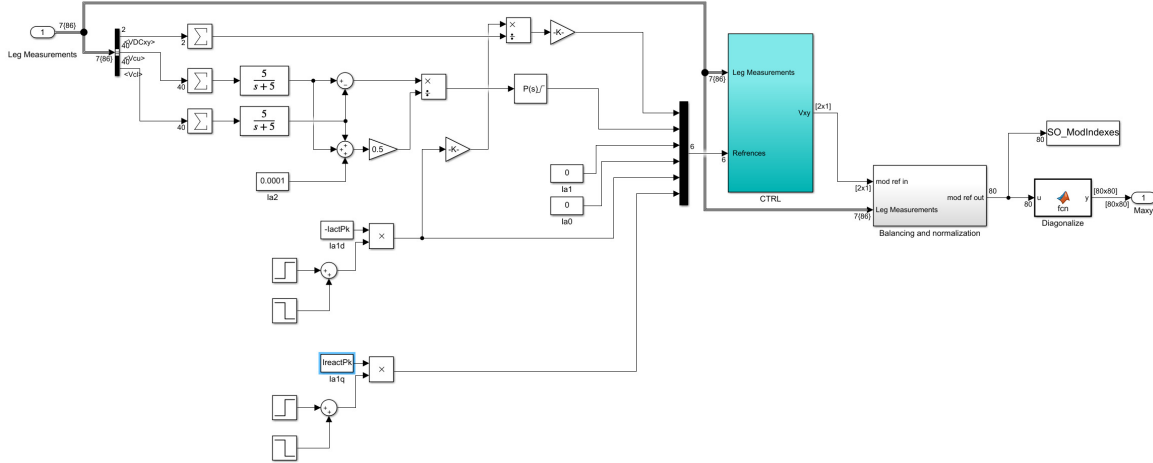 1
7{86}
Leg Measurements
7{86}
2
<VDCxy>
40
<Vcu>
40
<Vcl>
2
∑
40
∑
5
s+5
40
∑
5
s+5
+
−
×
÷
×
÷
-K-
P(s)
+
+
+
0.5
-K-
0.0001
Ia2
0
Ia1
0
Ia0
-IactPk
Ia1d
×
+
+
IreactPk
Ia1q
×
+
+
6
7{86}
Leg Measurements
6
Refrences
Vxy
[2x1]
CTRL
mod ref in
[2x1]
Leg Measurements
7{86}
mod ref out
80
Balancing and normalization
80
SO_ModIndexes
80
u
fcn
y
Diagonalize
[80x80]
[80x80]
1
Maxy